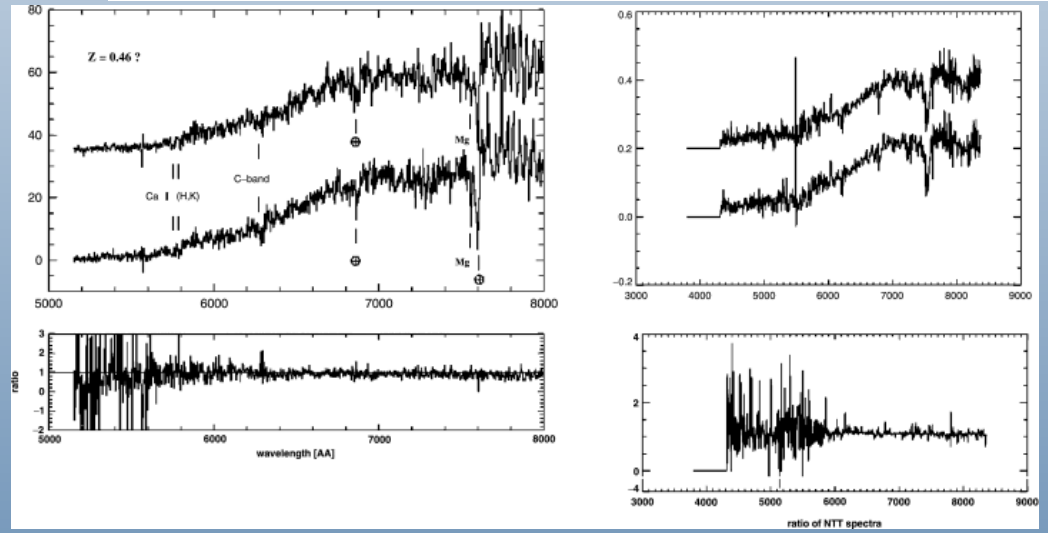 80
60
40
20
0
Z = 0.46 ?
Ca
(H,K)
C-band
Mg
Mg
5000 6000 7000 8000
3
2
1
0
-1
-2
ratio
5000 6000 7000 8000
wavelength [AA]
0.6
0.4
0.2
0.0
-0.2
3000 4000 5000 6000 7000 8000 9000
4
2
0
-4
3000 4000 5000 6000 7000 8000 9000
ratio of NTT spectra